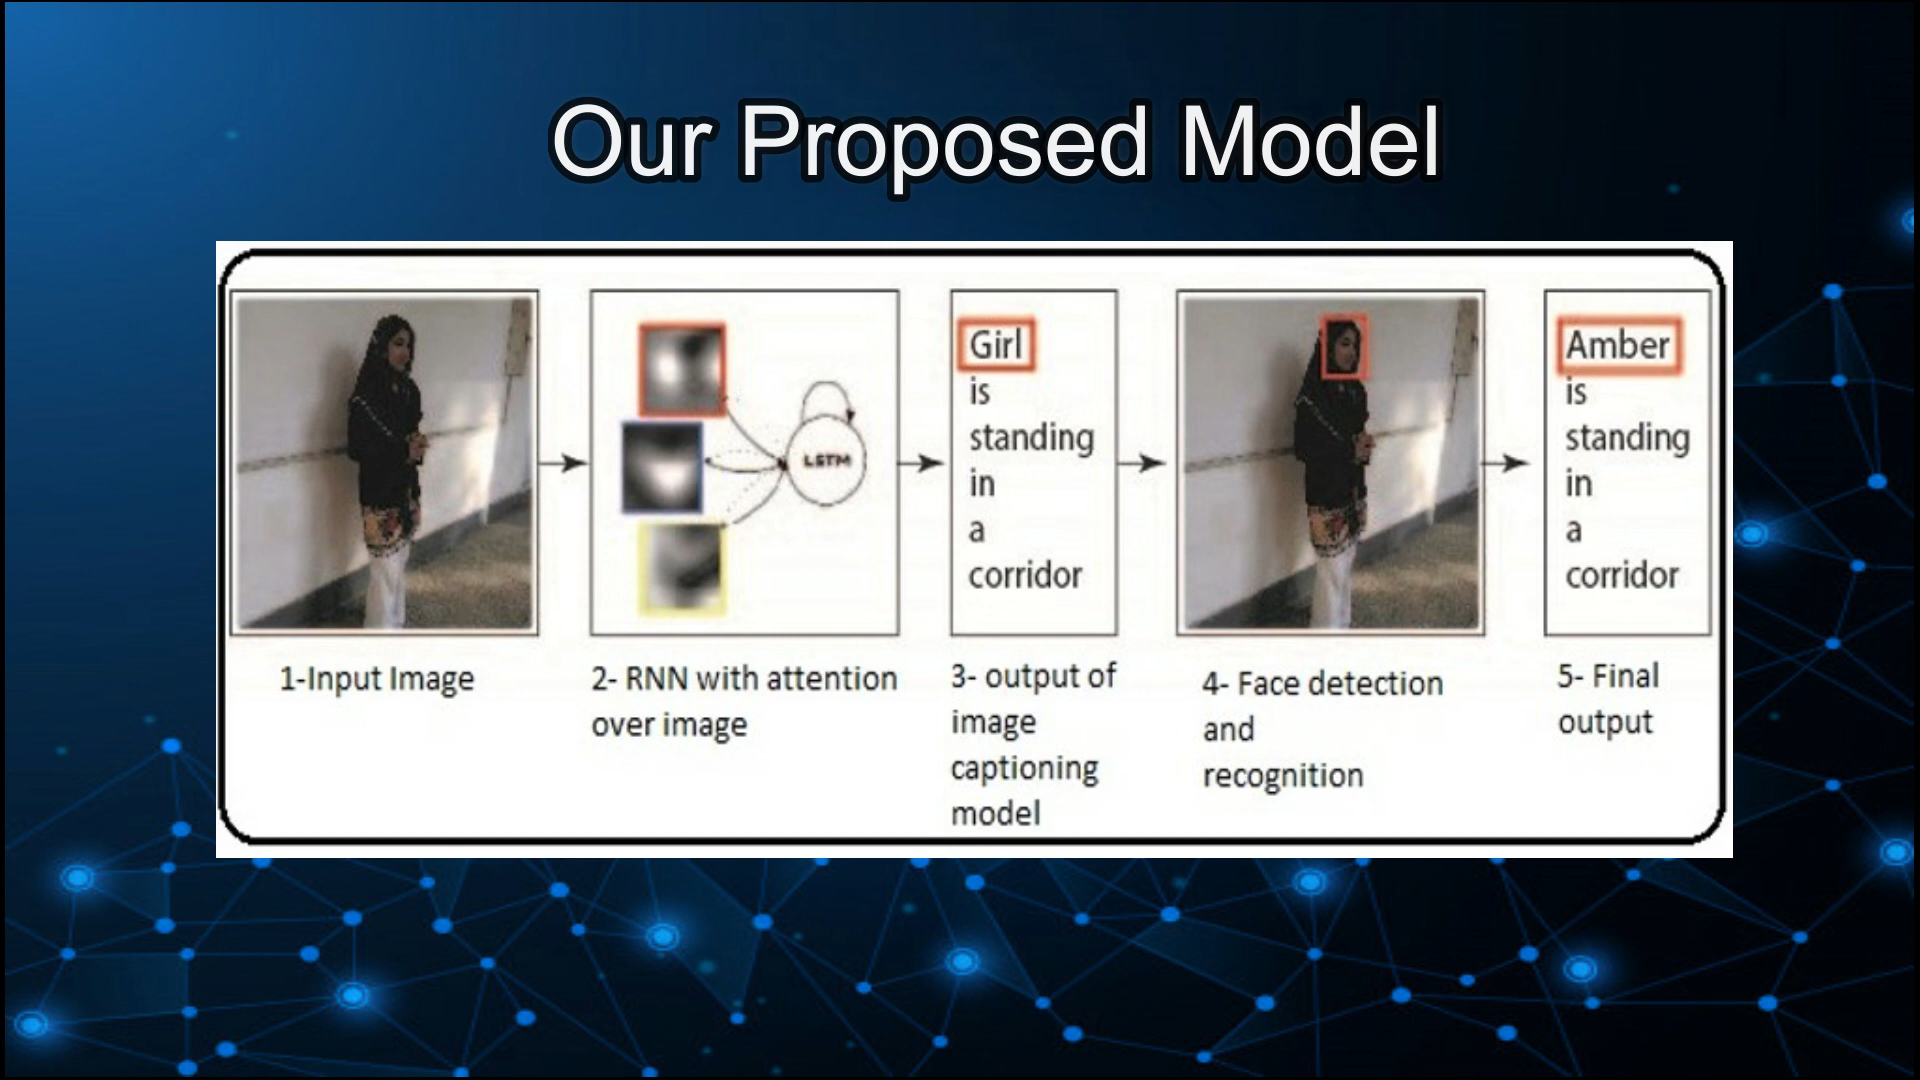 Our Proposed Model
LSTM
Girl
is
standing
in
a
corridor
Amber
is
standing
in
a
corridor
1-Input Image
2- RNN with attention
over image
3- output of
image
captioning
model
4- Face detection
and
recognition
5- Final
output